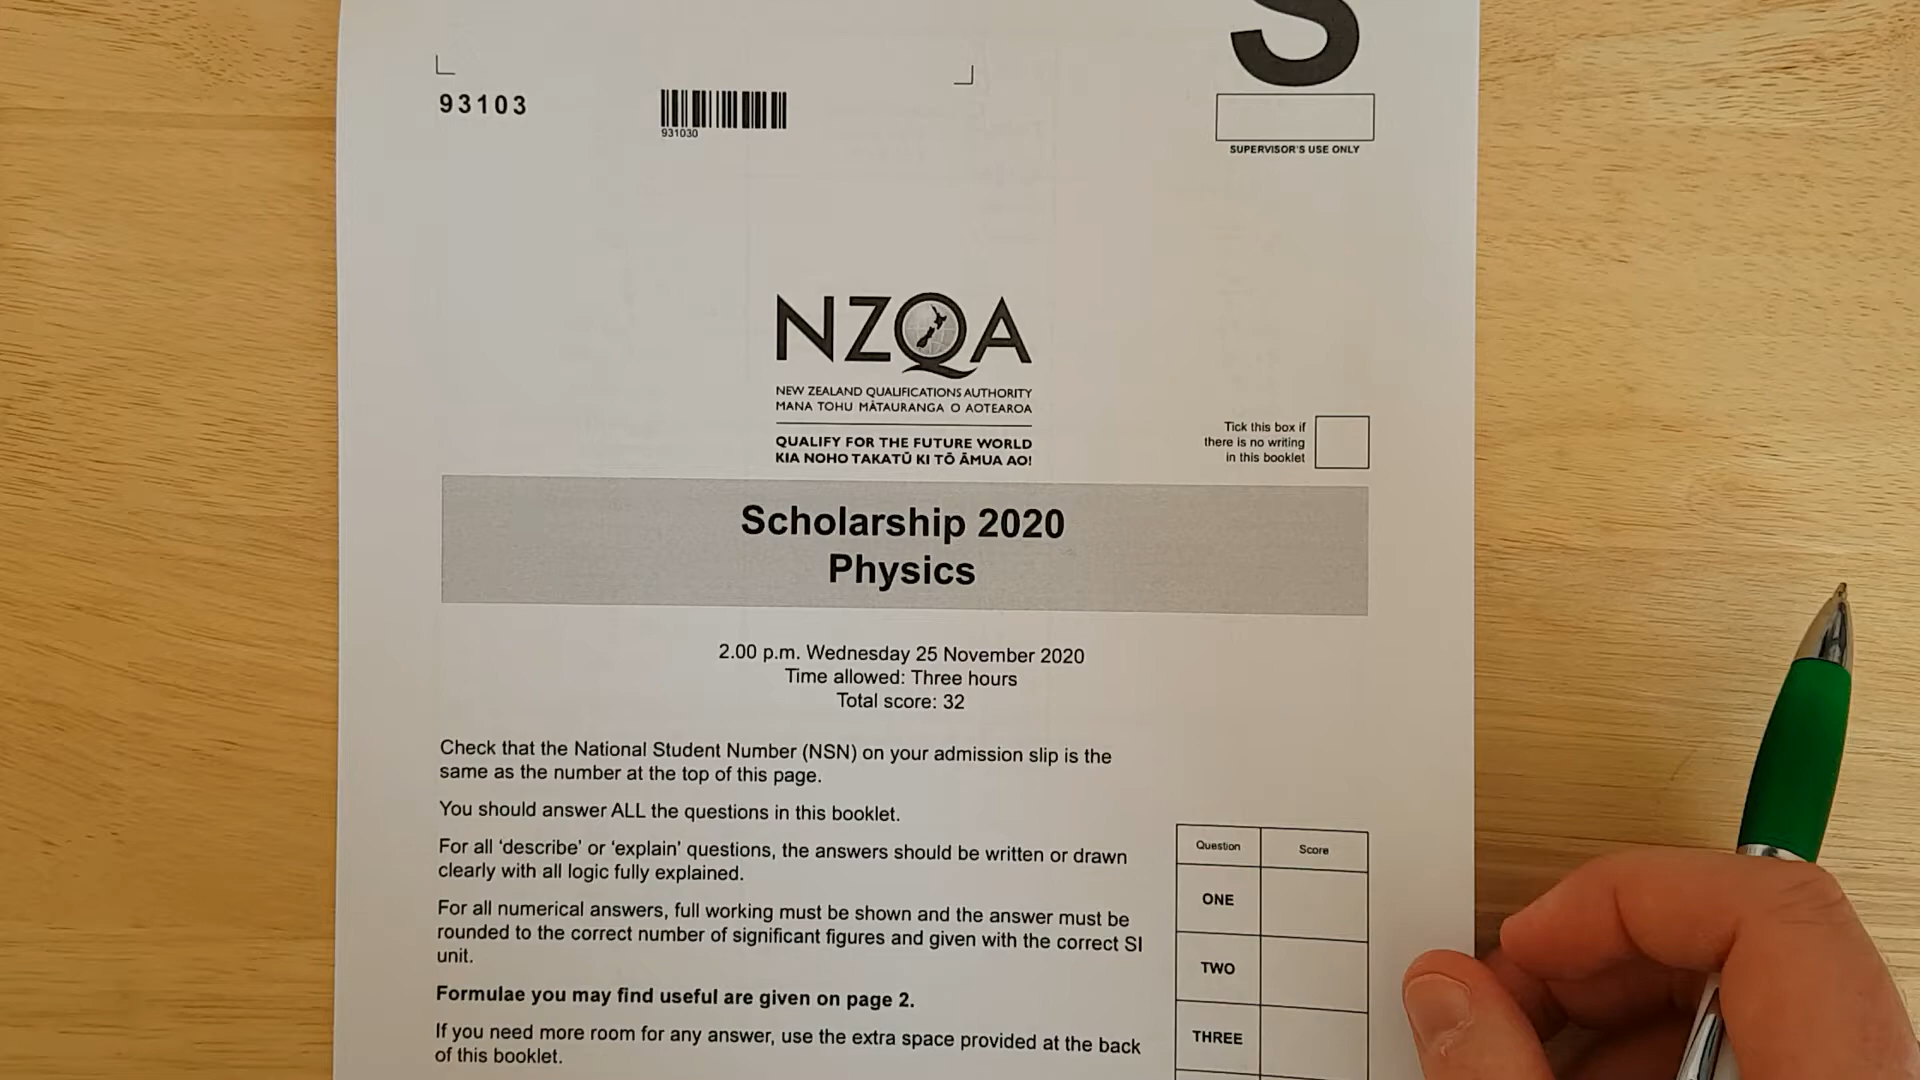 S
93103
931030
SUPERVISOR'S USE ONLY
NZQA
NEW ZEALAND QUALIFICATIONS AUTHORITY
MANA TOHU MĀTAURANGA O AOTEAROA
QUALIFY FOR THE FUTURE WORLD
KIA NOHO TAKATŪ KI TŌ ĀMUA AO!
Tick this box if
there is no writing
in this booklet
Scholarship 2020
Physics
2.00 p.m. Wednesday 25 November 2020
Time allowed: Three hours
Total score: 32
Check that the National Student Number (NSN) on your admission slip is the
same as the number at the top of this page.
You should answer ALL the questions in this booklet.
For all ‘describe’ or ‘explain’ questions, the answers should be written or drawn
clearly with all logic fully explained.
For all numerical answers, full working must be shown and the answer must be
rounded to the correct number of significant figures and given with the correct SI
unit.
Formulae you may find useful are given on page 2.
If you need more room for any answer, use the extra space provided at the back
of this booklet.
Question Score
ONE
TWO
THREE